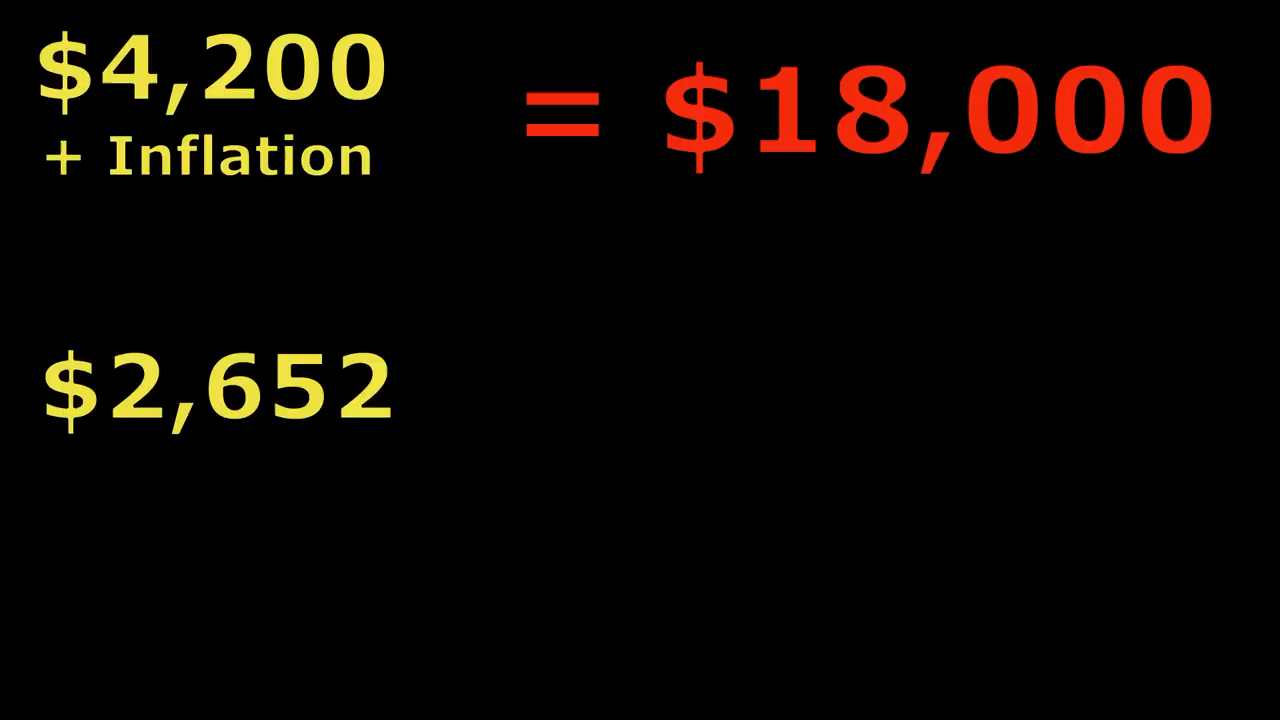 $4,200
+ Inflation
= $18,000
$2,652